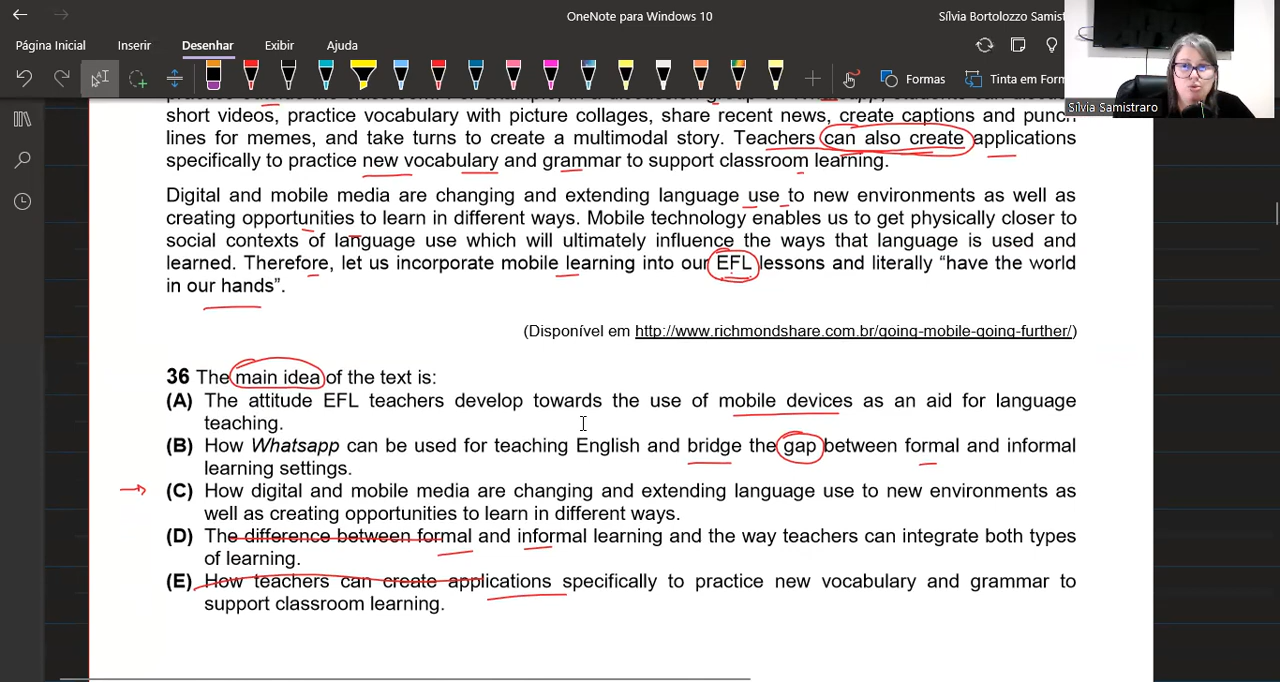 OneNote para Windows 10
Sílvia Bortolozzo Samist
Página Inicial Inserir Desenhar Exibir Ajuda
Formas Tinta em Form
Sílvia Samistraro
short videos, practice vocabulary with picture collages, share recent news, create captions and punch
lines for memes, and take turns to create a multimodal story. Teachers can also create applications
specifically to practice new vocabulary and grammar to support classroom learning.
Digital and mobile media are changing and extending language use to new environments as well as
creating opportunities to learn in different ways. Mobile technology enables us to get physically closer to
social contexts of language use which will ultimately influence the ways that language is used and
learned. Therefore, let us incorporate mobile learning into our EFL lessons and literally “have the world
in our hands”.
(Disponível em http://www.richmondshare.com.br/going-mobile-going-further/)
36 The main idea of the text is:
(A) The attitude EFL teachers develop towards the use of mobile devices as an aid for language
teaching.
(B) How Whatsapp can be used for teaching English and bridge the gap between formal and informal
learning settings.
(C) How digital and mobile media are changing and extending language use to new environments as
well as creating opportunities to learn in different ways.
(D) The difference between formal and informal learning and the way teachers can integrate both types
of learning.
(E) How teachers can create applications specifically to practice new vocabulary and grammar to
support classroom learning.